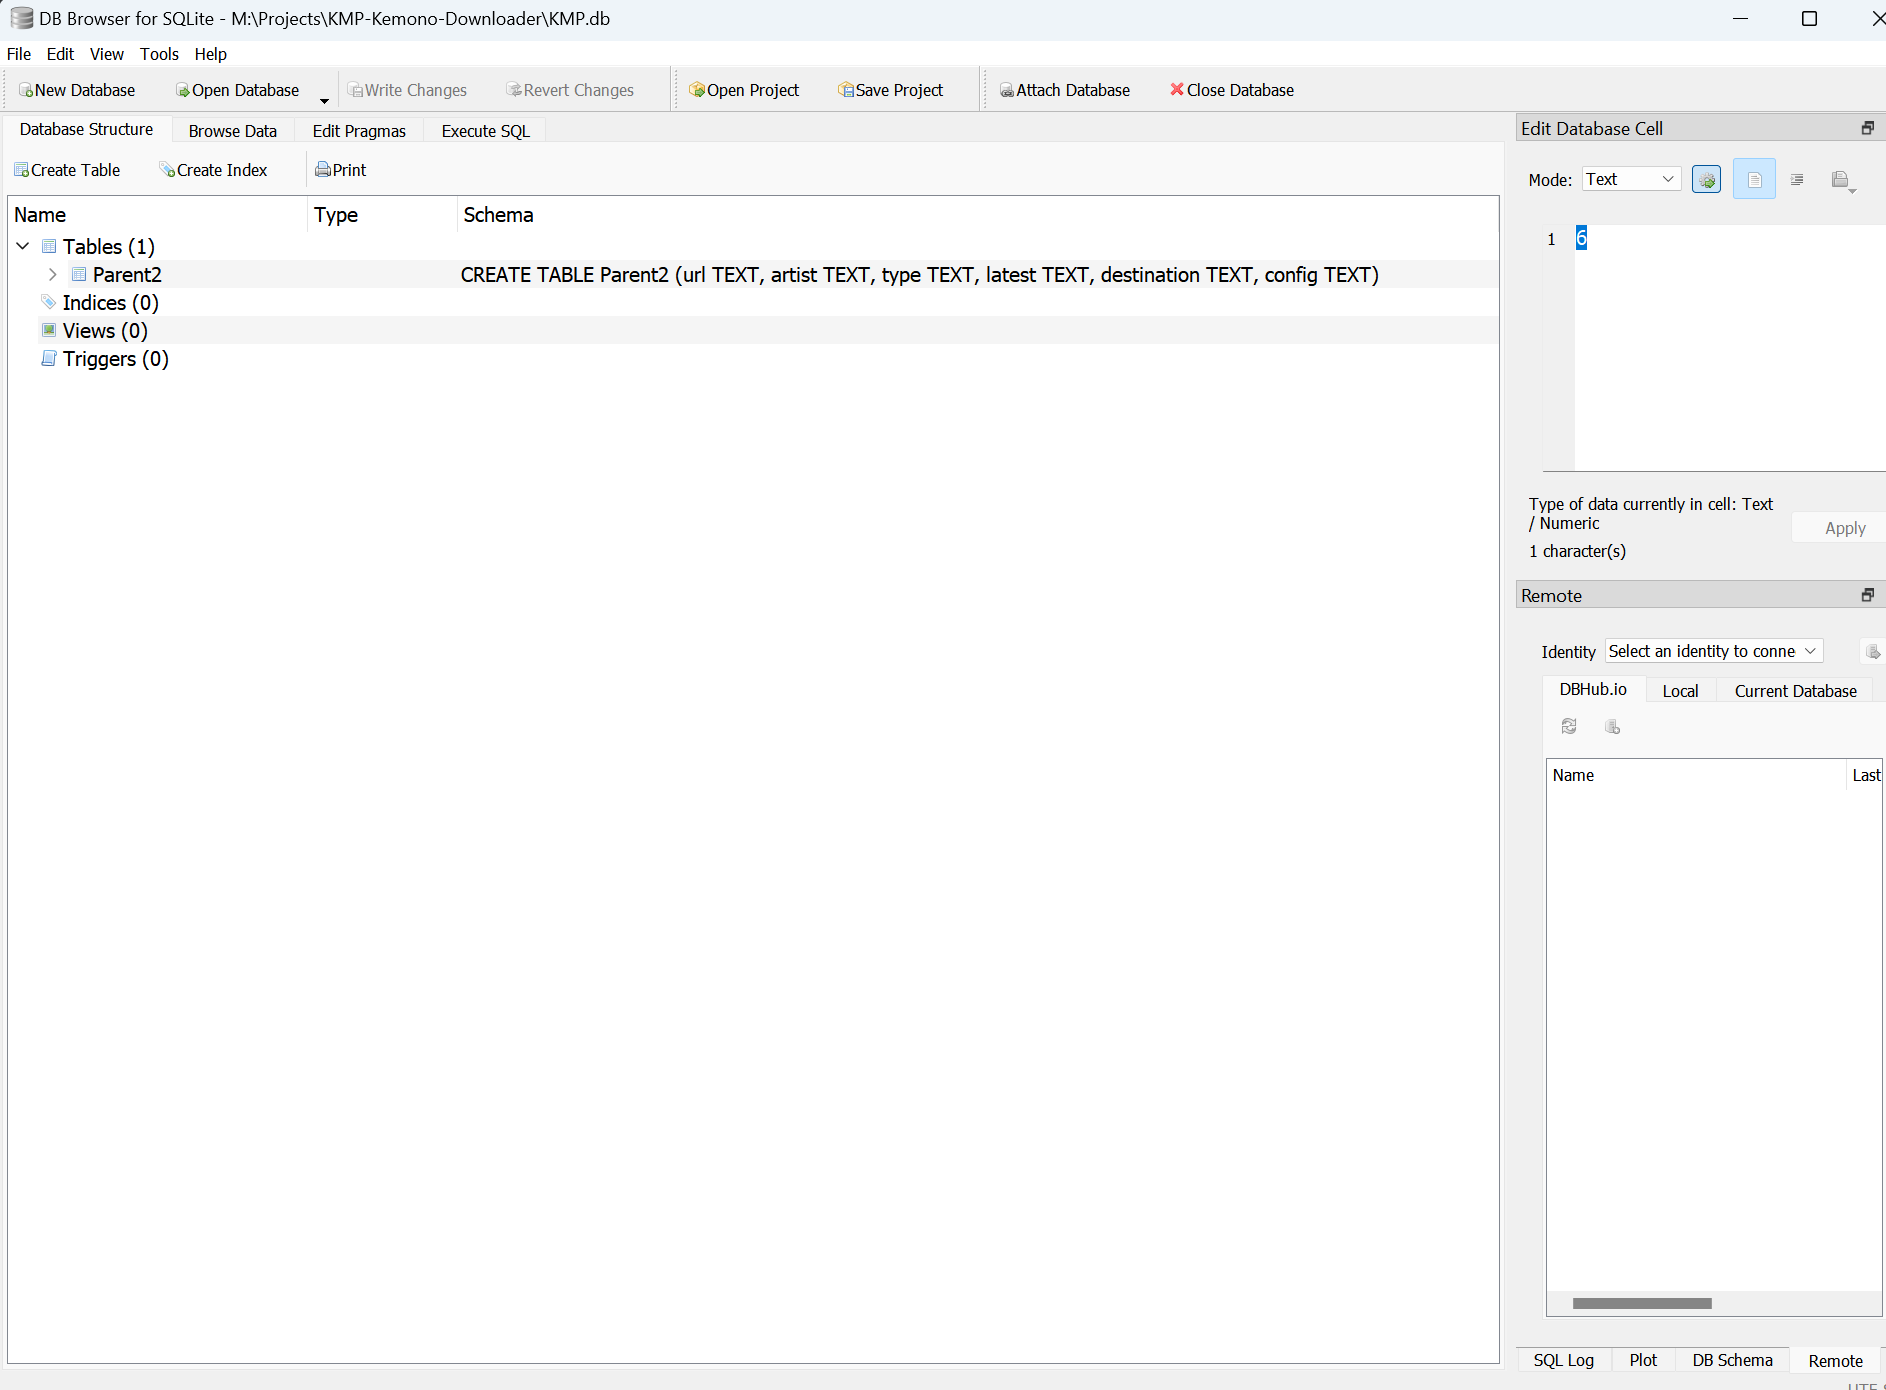 DB Browser for SQLite - M:\Projects\KMP-Kemono-Downloader\KMP.db
File Edit View Tools Help
New Database Open Database Write Changes Revert Changes Open Project Save Project Attach Database Close Database
Database Structure Browse Data Edit Pragmas Execute SQL
Create Table Create Index Print
Name Type Schema
Tables (1)
Parent2 CREATE TABLE Parent2 (url TEXT, artist TEXT, type TEXT, latest TEXT, destination TEXT, config TEXT)
Indices (0)
Views (0)
Triggers (0)
Edit Database Cell
Mode: Text
1 6
Type of data currently in cell: Text
/ Numeric
1 character(s)
Apply
Remote
Identity Select an identity to conne
DBHub.io Local Current Database
Name Last
SQL Log Plot DB Schema Remote